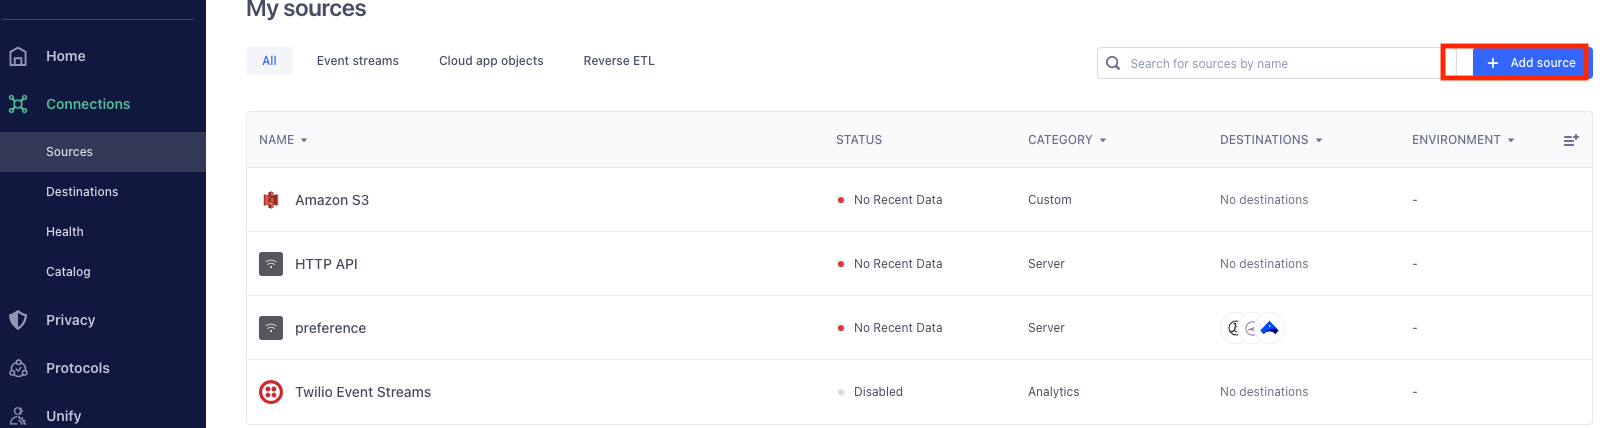 My sources
Home
Connections
Sources
Destinations
Health
Catalog
Privacy
Protocols
Unify
All Event streams Cloud app objects Reverse ETL
Search for sources by name
+ Add source
NAME STATUS CATEGORY DESTINATIONS ENVIRONMENT
Amazon S3 No Recent Data Custom No destinations -
HTTP API No Recent Data Server No destinations -
preference No Recent Data Server -
Twilio Event Streams Disabled Analytics No destinations -